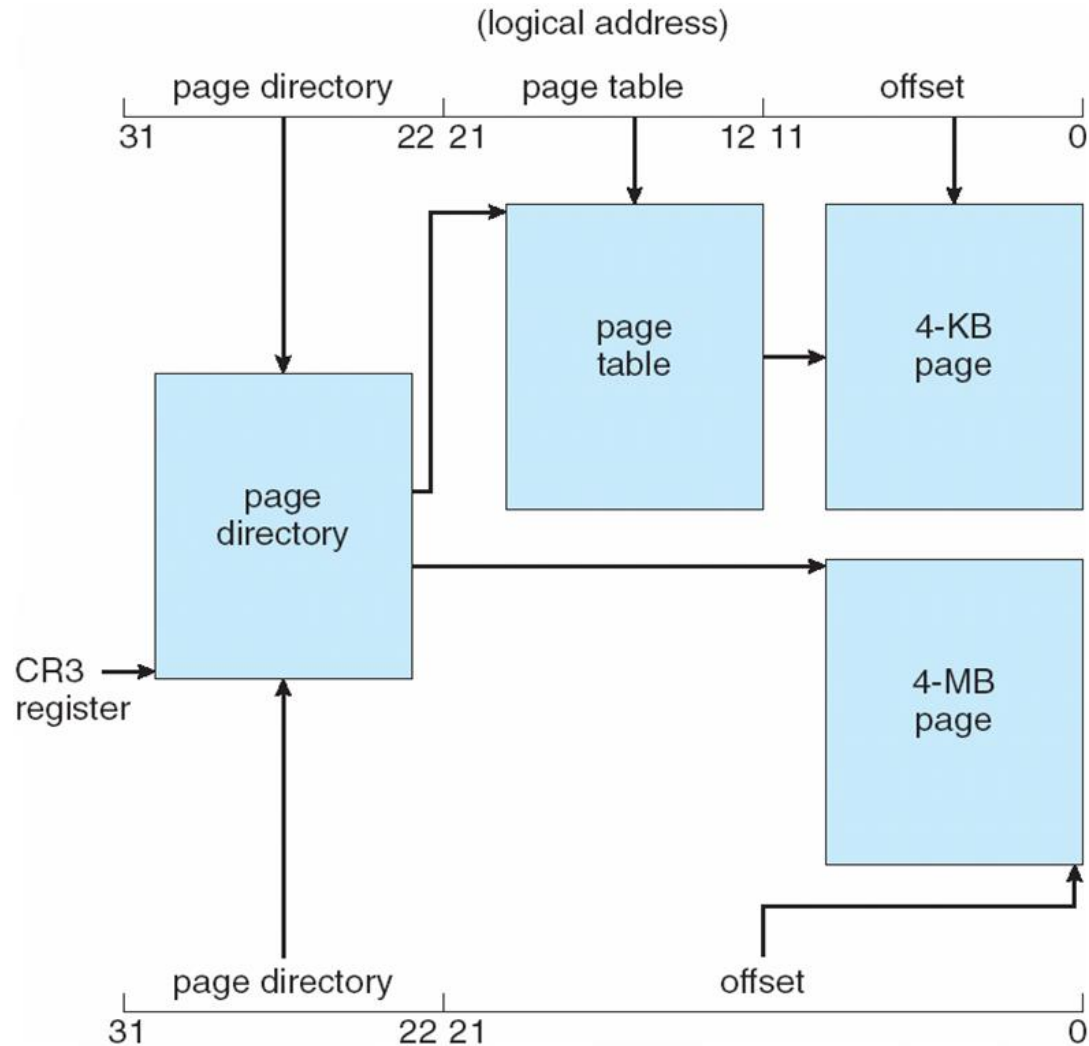 (logical address)
page directory page table offset
31 22 21 12 11 0
page
table
4-KB
page
page
directory
CR3
register
4-MB
page
page directory offset
31 22 21 0